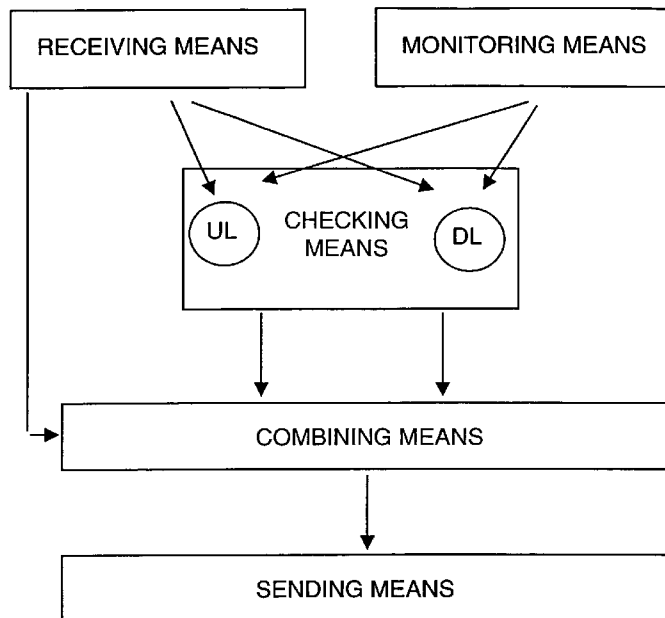 RECEIVING MEANS
MONITORING MEANS
UL
CHECKING
MEANS
DL
COMBINING MEANS
SENDING MEANS